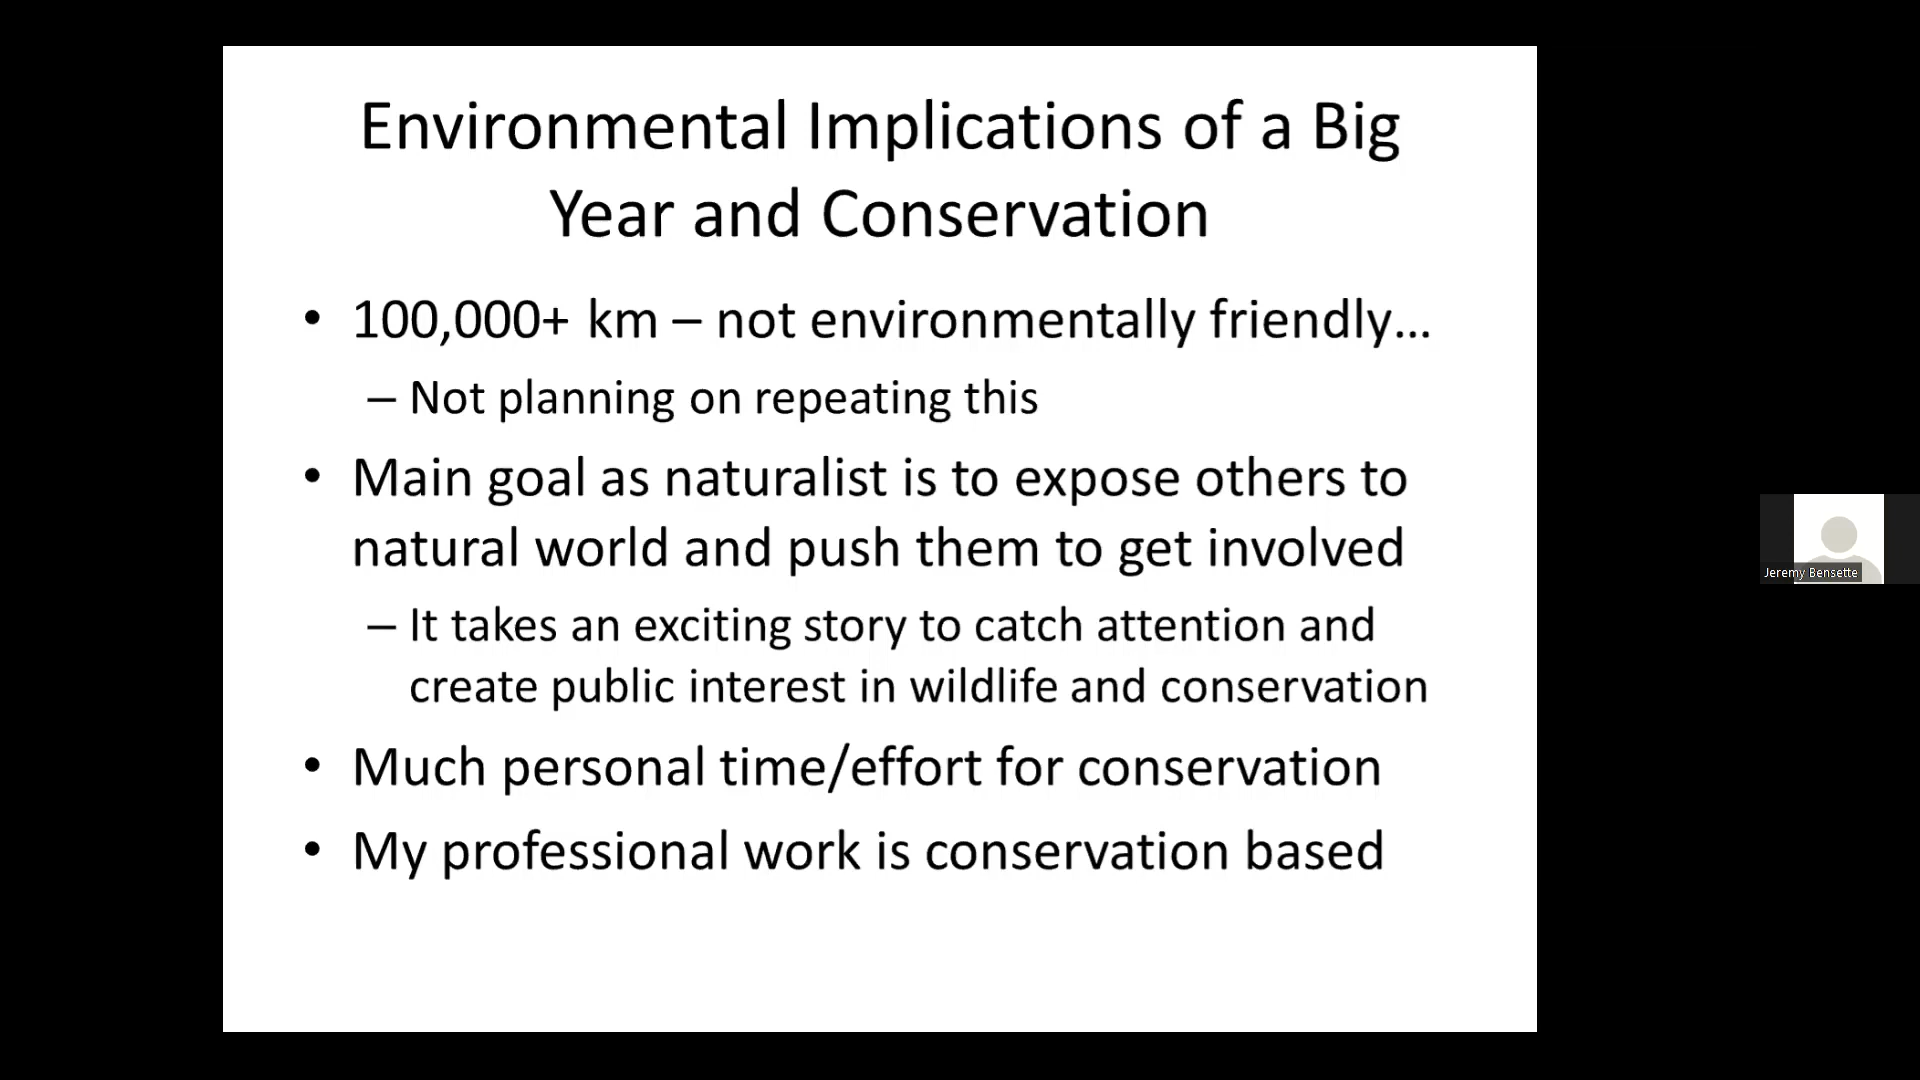 Environmental Implications of a Big
Year and Conservation
• 100,000+ km – not environmentally friendly…
– Not planning on repeating this
• Main goal as naturalist is to expose others to
natural world and push them to get involved
– It takes an exciting story to catch attention and
create public interest in wildlife and conservation
• Much personal time/effort for conservation
• My professional work is conservation based
Jeremy Bensette